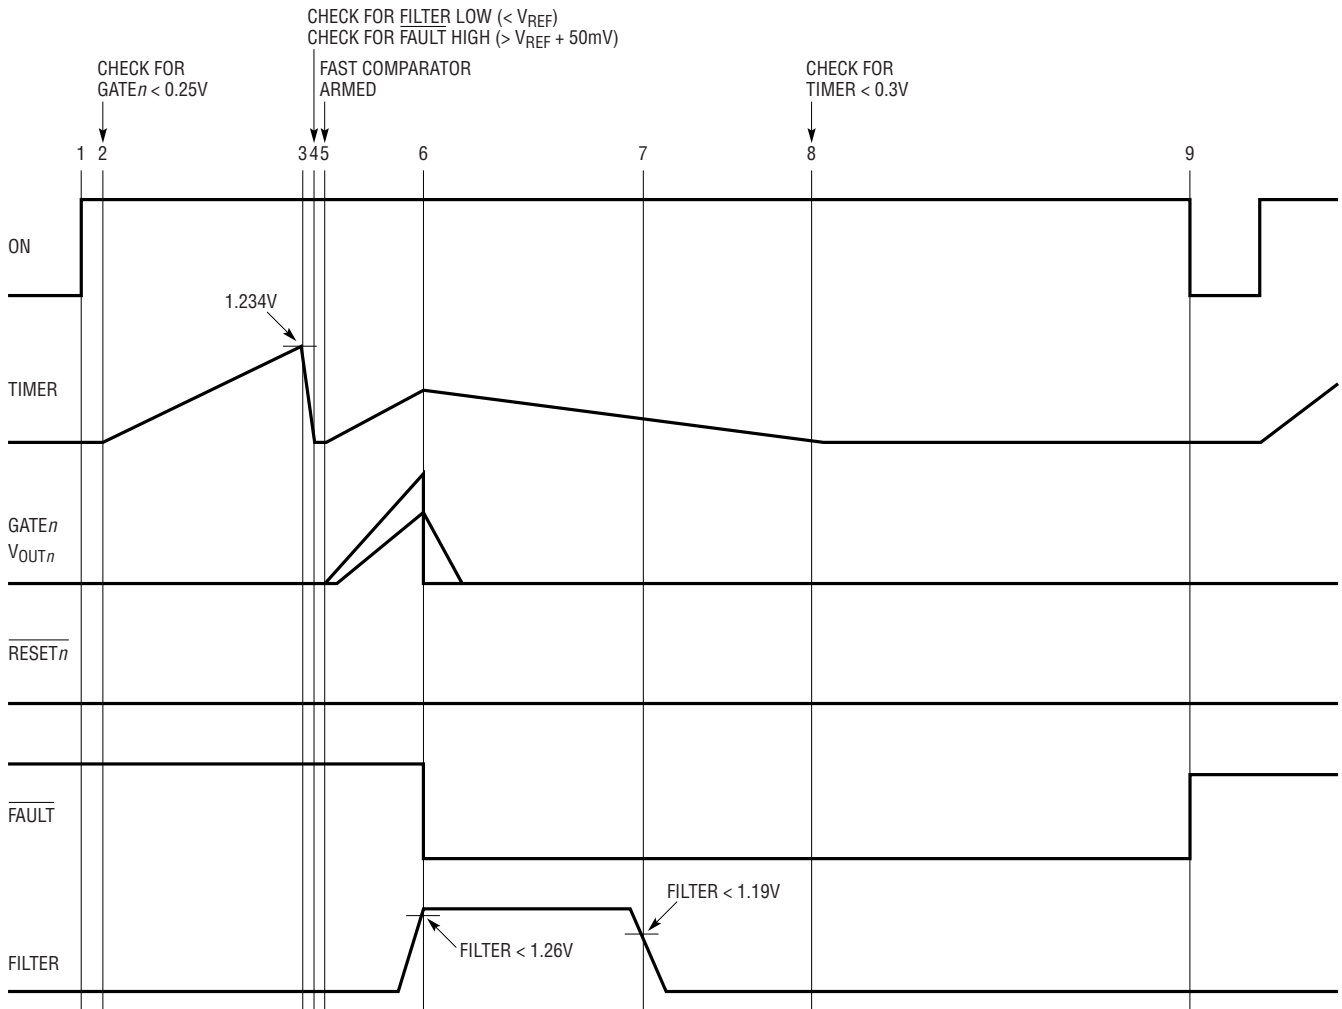 CHECK FOR FILTER LOW (< VREF)
CHECK FOR FAULT HIGH (> VREF + 50mV)
CHECK FOR
GATEn < 0.25V
FAST COMPARATOR
ARMED
CHECK FOR
TIMER < 0.3V
1 2 3 4 5 6 7 8 9
ON
1.234V
TIMER
GATEn
VOUTn
RESETn
FAULT
FILTER < 1.19V
FILTER < 1.26V
FILTER